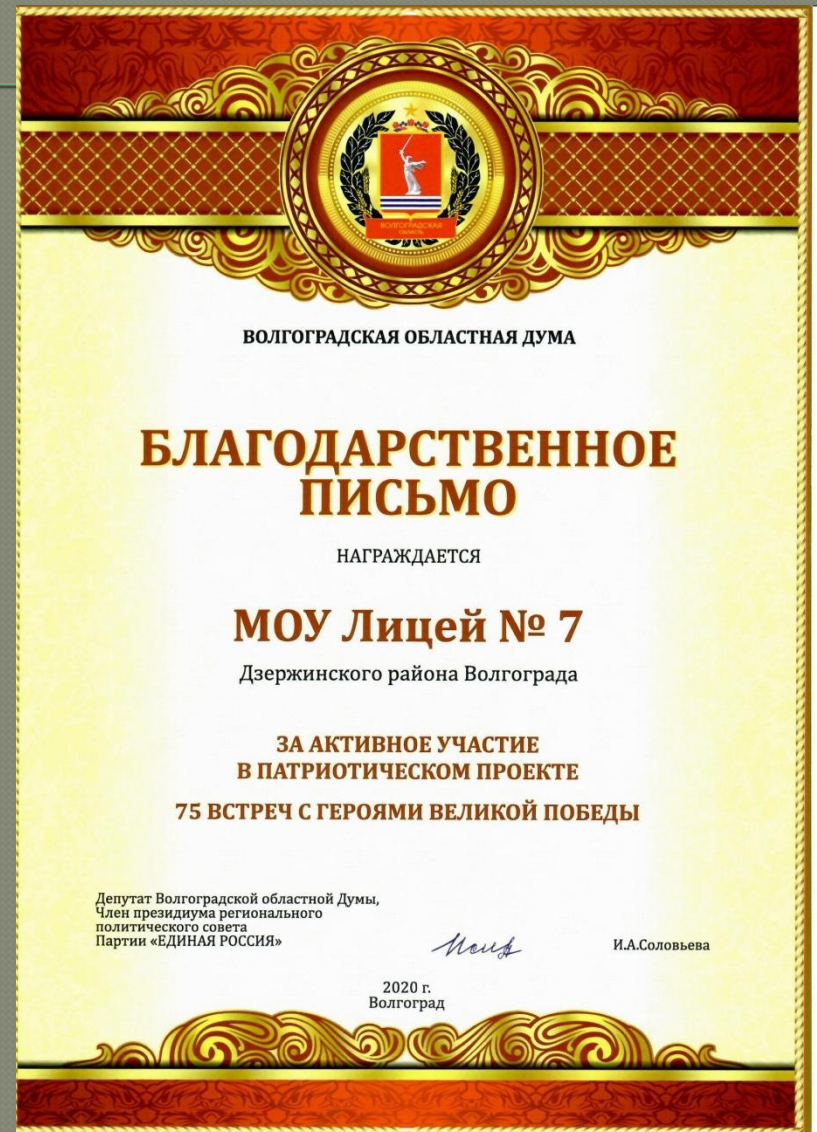 ВОЛГОГРАДСКАЯ
ОБЛАСТЬ
ВОЛГОГРАДСКАЯ ОБЛАСТНАЯ ДУМА
БЛАГОДАРСТВЕННОЕ
ПИСЬМО
НАГРАЖДАЕТСЯ
МОУ Лицей № 7
Дзержинского района Волгограда
ЗА АКТИВНОЕ УЧАСТИЕ
В ПАТРИОТИЧЕСКОМ ПРОЕКТЕ
75 ВСТРЕЧ С ГЕРОЯМИ ВЕЛИКОЙ ПОБЕДЫ
Депутат Волгоградской областной Думы,
Член президиума регионального
политического совета
Партии «ЕДИНАЯ РОССИЯ»
И.А.Соловьева
2020 г.
Волгоград